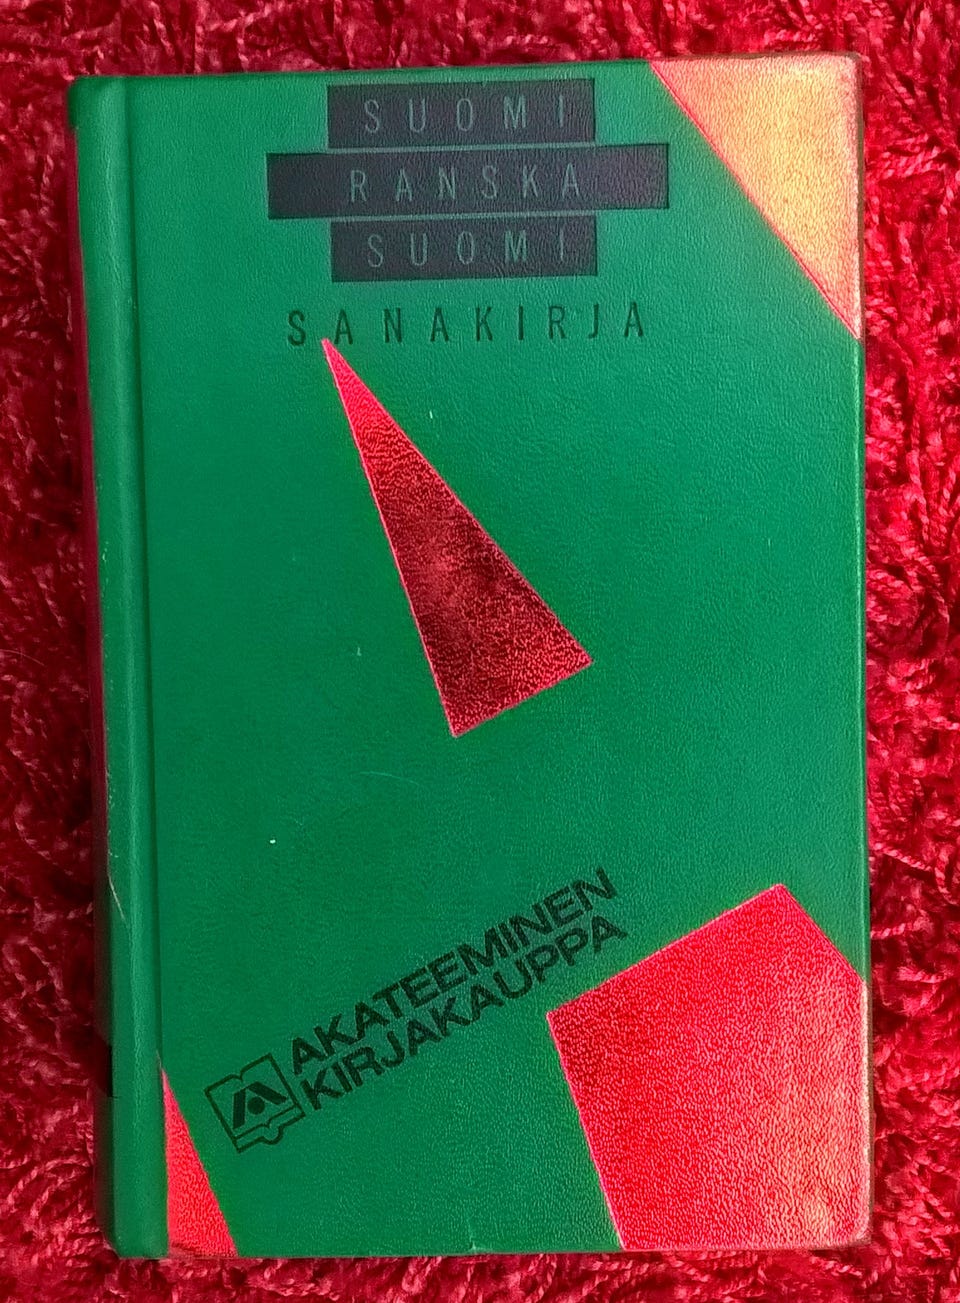 SUOMI
RANSKA
SUOMI
SANAKIRJA
AKATEEMINEN
KIRJAKAUPPA